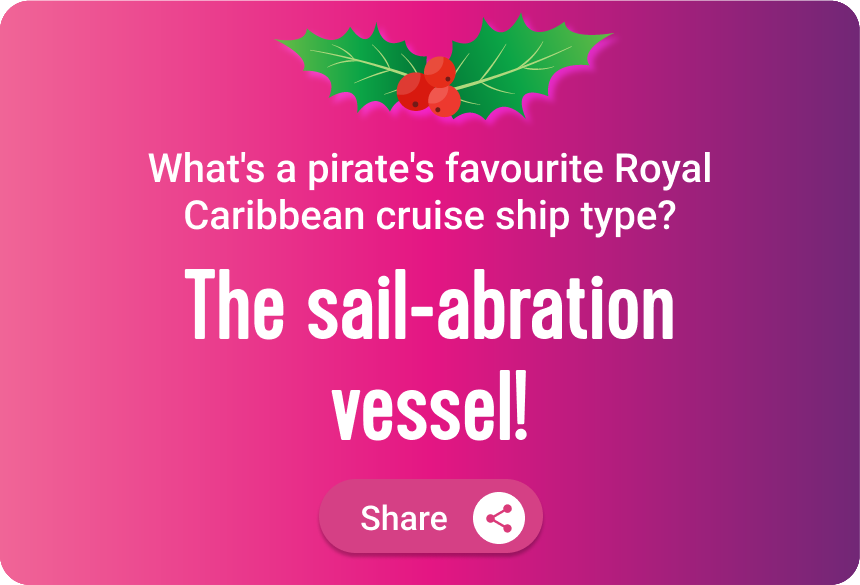 What's a pirate's favourite Royal
Caribbean cruise ship type?
The sail-abration
vessel!
Share